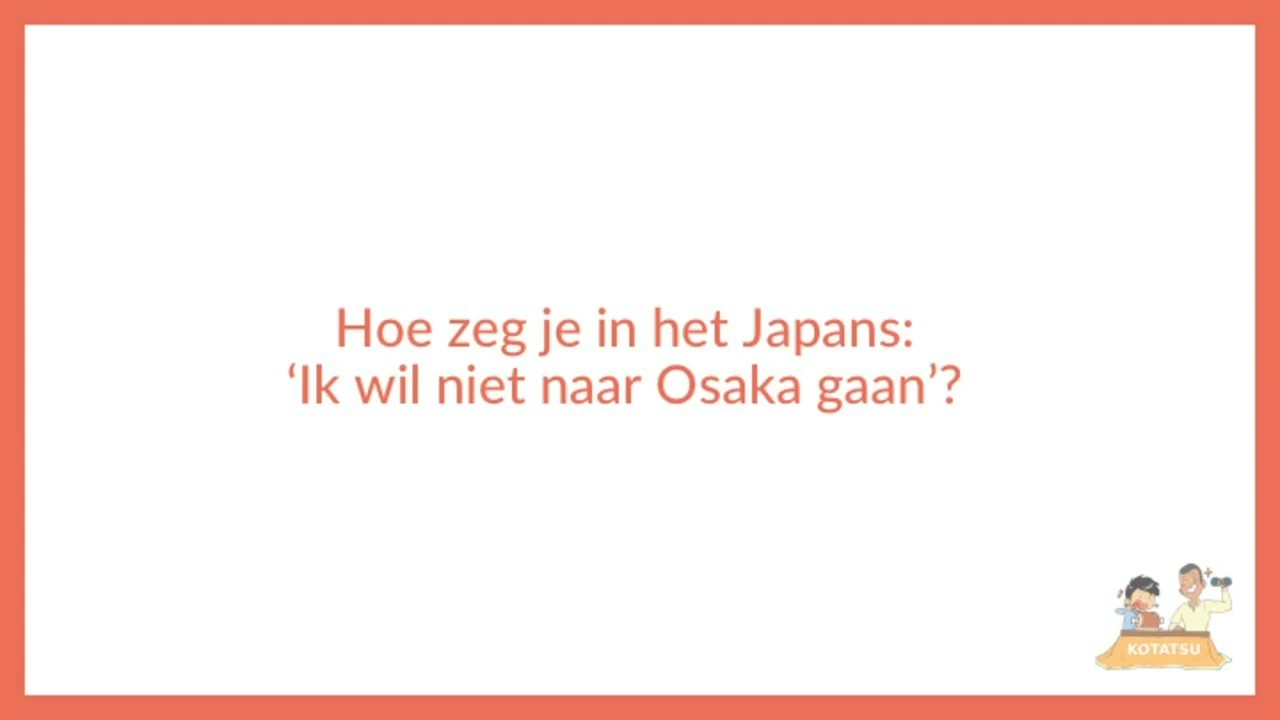 Hoe zeg je in het Japans:
‘Ik wil niet naar Osaka gaan’?
KOTATSU